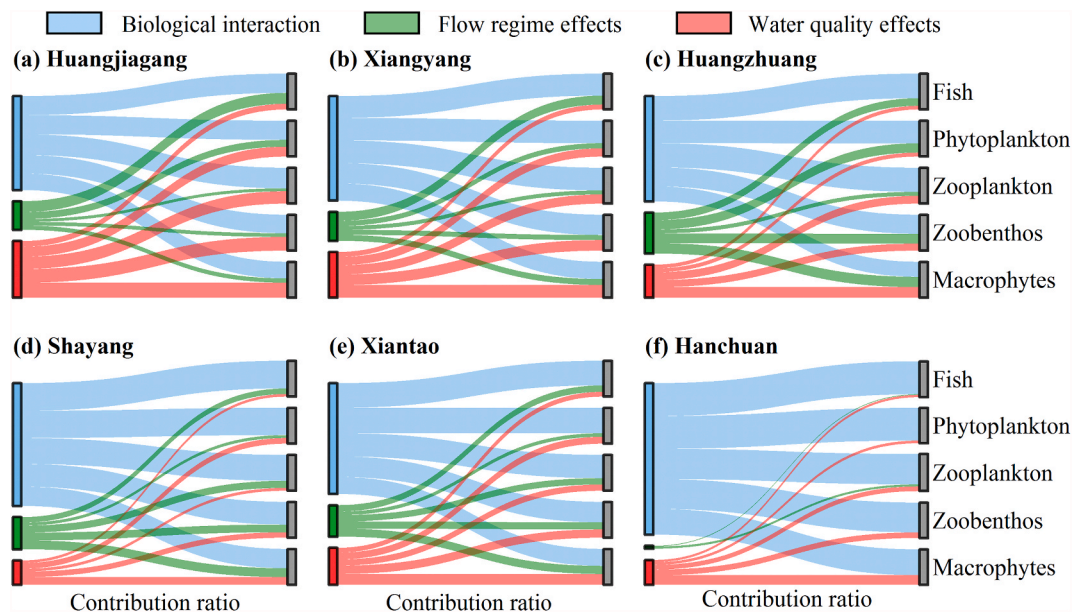 Biological interaction Flow regime effects Water quality effects
(a) Huangjiagang (b) Xiangyang (c) Huangzhuang
Fish
Phytoplankton
Zooplankton
Zoobenthos
Macrophytes
(d) Shayang (e) Xiantao (f) Hanchuan
Fish
Phytoplankton
Zooplankton
Zoobenthos
Macrophytes
Contribution ratio Contribution ratio Contribution ratio